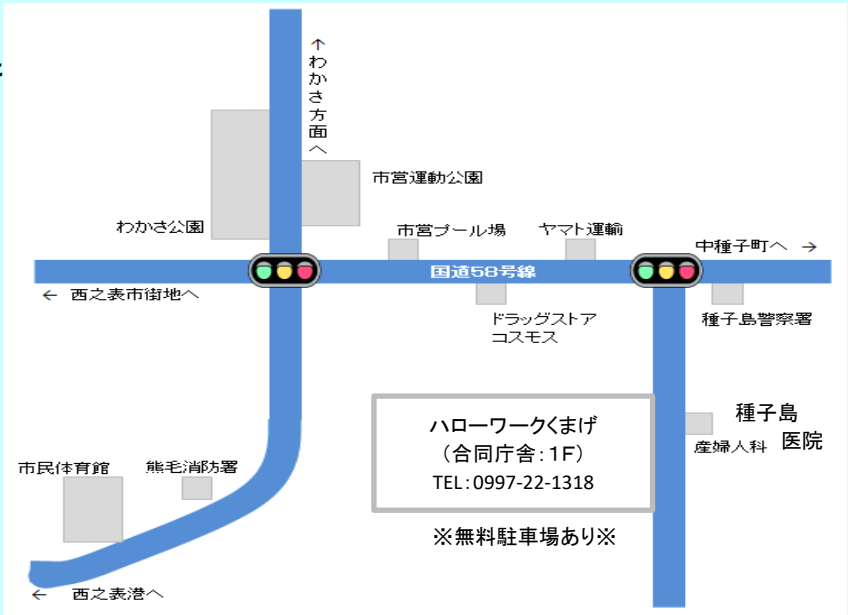 ↑わかさ方面へ
市営運動公園
わかさ公園
市営プール場
ヤマト運輸
中種子町へ →
国道58号線
← 西之表市街地へ
ドラッグストア
コスモス
種子島警察署
ハローワークくまげ
（合同庁舎：１F）
TEL：0997-22-1318
種子島
産婦人科 医院
市民体育館
熊毛消防署
※無料駐車場あり※
← 西之表港へ